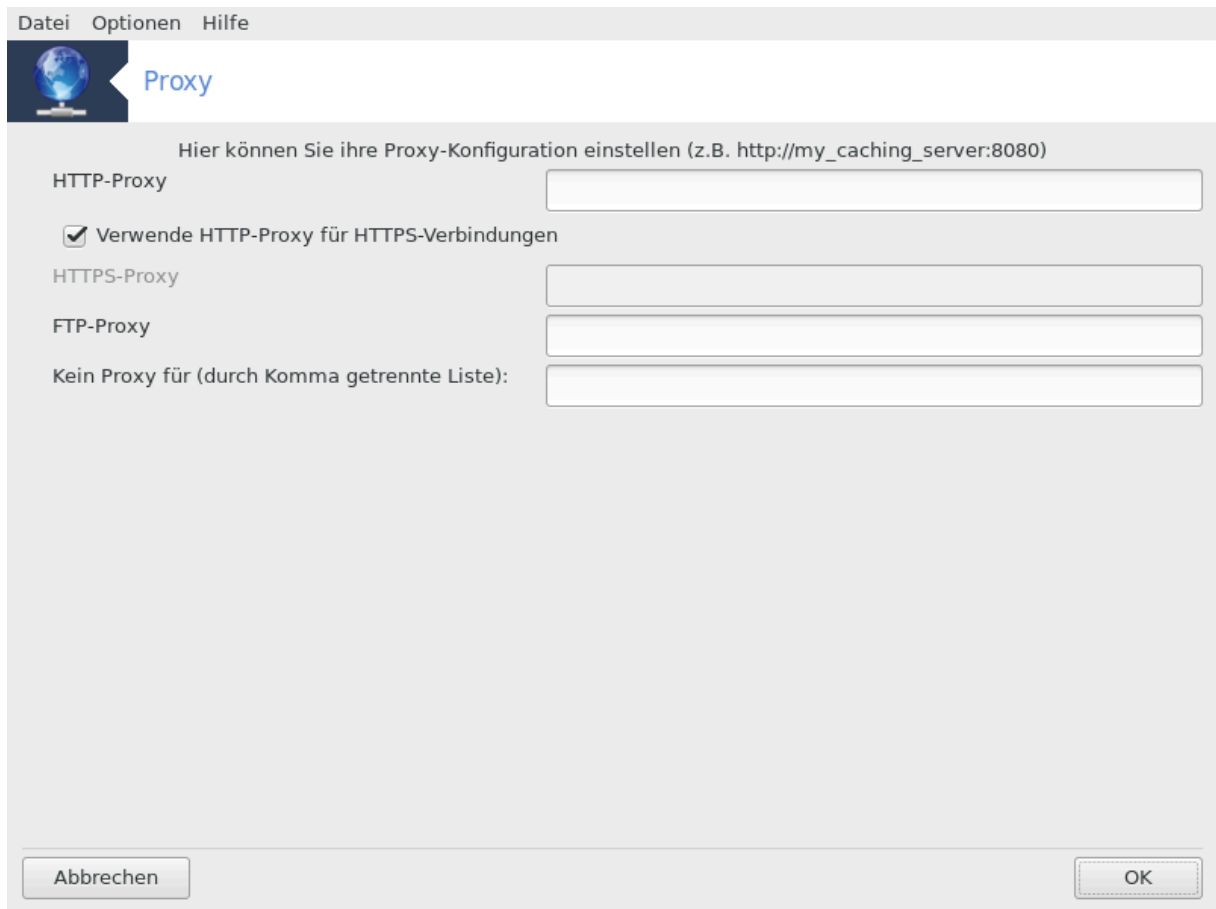 Datei Optionen Hilfe
Proxy
Hier können Sie ihre Proxy-Konfiguration einstellen (z.B. http://my_caching_server:8080)
HTTP-Proxy
Verwende HTTP-Proxy für HTTPS-Verbindungen
HTTPS-Proxy
FTP-Proxy
Kein Proxy für (durch Komma getrennte Liste):
Abbrechen OK